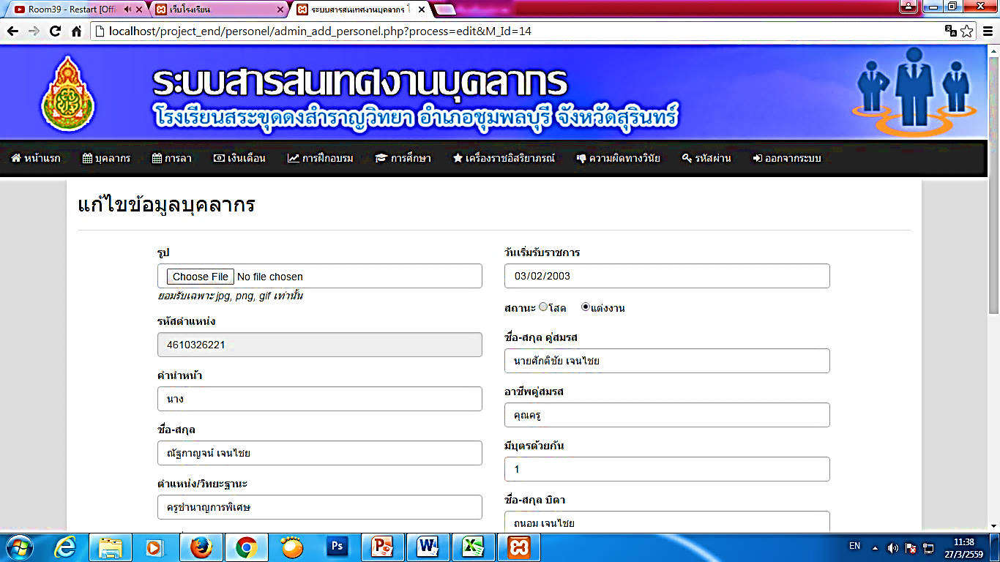 Room39 - Restart [Offi
เว็บโรงเรียน
ระบบสารสนเทศงานบุคลากร โ
localhost/project_end/personel/admin_add_personel.php?process=edit&M_Id=14
ระบบสารสนเทศงานบุคลากร
โรงเรียนสระขุดดงสำราญวิทยา อำเภอชุมพลบุรี จังหวัดสุรินทร์
หน้าแรก บุคลากร การลา เงินเดือน การฝึกอบรม การศึกษา เครื่องราชอิสริยาภรณ์ ความผิดทางวินัย รหัสผ่าน ออกจากระบบ
แก้ไขข้อมูลบุคลากร
รูป
Choose File No file chosen
ยอมรับเฉพาะ jpg, png, gif เท่านั้น
รหัสตำแหน่ง
4610326221
คำนำหน้า
นาง
ชื่อ-สกุล
ณัฐกาญจน์ เจนไชย
ตำแหน่ง/วิทยะฐานะ
ครูชำนาญการพิเศษ
วันเริ่มรับราชการ
03/02/2003
สถานะ โสด แต่งงาน
ชื่อ-สกุล คู่สมรส
นายศักดิชัย เจนไชย
อาชีพคู่สมรส
คุณครู
มีบุตรด้วยกัน
1
ชื่อ-สกุล บิดา
ถนอม เจนไชย
Ps
EN
11:38
27/3/2559